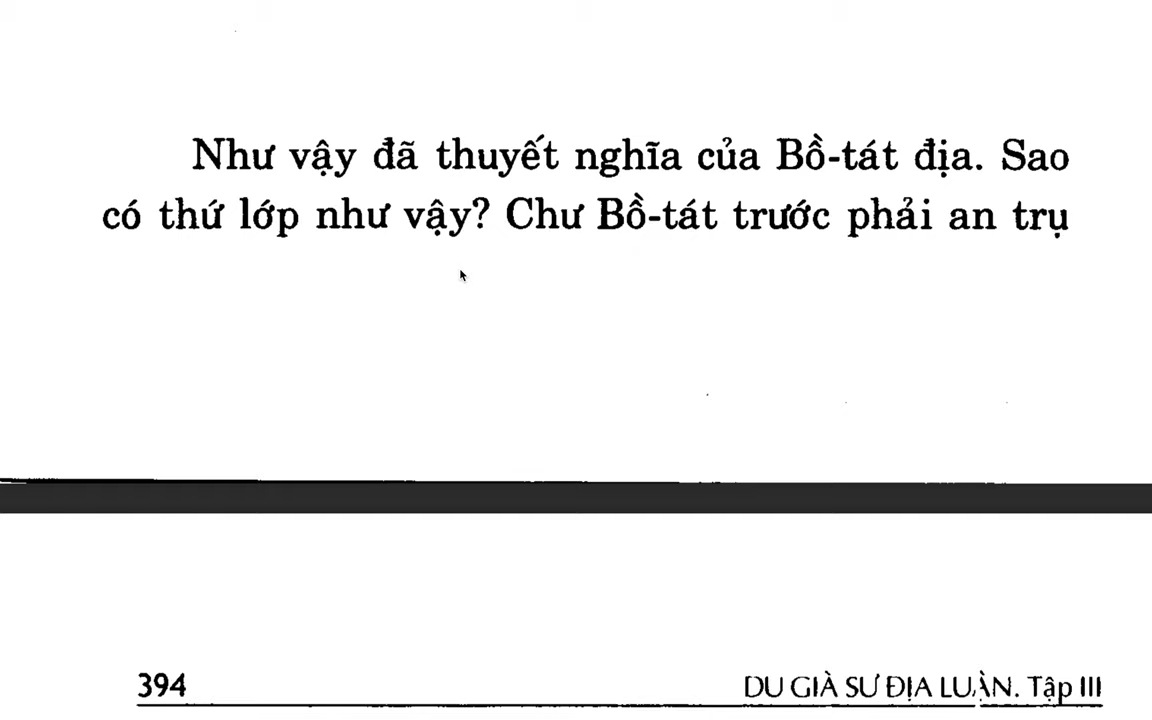 Như vậy đã thuyết nghĩa của Bồ-tát địa. Sao
có thứ lớp như vậy? Chư Bồ-tát trước phải an trụ
394 DU GIÀ SƯ ĐỊA LUẬN. Tập III